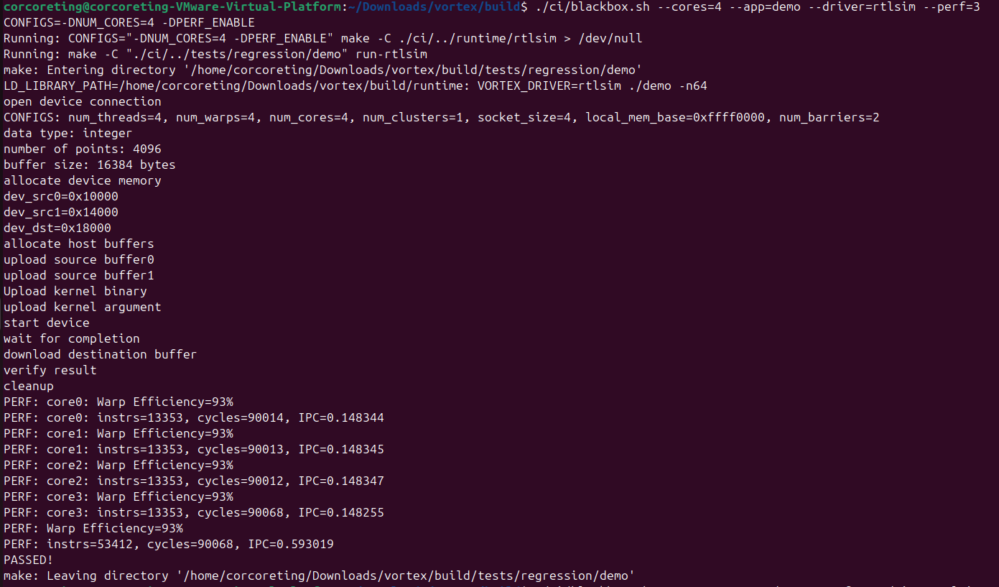 corcoreting@corcoreting-VMware-Virtual-Platform:~/Downloads/vortex/build$ ./ci/blackbox.sh --cores=4 --app=demo --driver=rtlsim --perf=3
CONFIGS=-DNUM_CORES=4 -DPERF_ENABLE
Running: CONFIGS="-DNUM_CORES=4 -DPERF_ENABLE" make -C ./ci/../runtime/rtlsim > /dev/null
Running: make -C "./ci/../tests/regression/demo" run-rtlsim
make: Entering directory '/home/corcoreting/Downloads/vortex/build/tests/regression/demo'
LD_LIBRARY_PATH=/home/corcoreting/Downloads/vortex/build/runtime: VORTEX_DRIVER=rtlsim ./demo -n64
open device connection
CONFIGS: num_threads=4, num_warps=4, num_cores=4, num_clusters=1, socket_size=4, local_mem_base=0xffff0000, num_barriers=2
data type: integer
number of points: 4096
buffer size: 16384 bytes
allocate device memory
dev_src0=0x10000
dev_src1=0x14000
dev_dst=0x18000
allocate host buffers
upload source buffer0
upload source buffer1
Upload kernel binary
upload kernel argument
start device
wait for completion
download destination buffer
verify result
cleanup
PERF: core0: Warp Efficiency=93%
PERF: core0: instrs=13353, cycles=90014, IPC=0.148344
PERF: core1: Warp Efficiency=93%
PERF: core1: instrs=13353, cycles=90013, IPC=0.148345
PERF: core2: Warp Efficiency=93%
PERF: core2: instrs=13353, cycles=90012, IPC=0.148347
PERF: core3: Warp Efficiency=93%
PERF: core3: instrs=13353, cycles=90068, IPC=0.148255
PERF: Warp Efficiency=93%
PERF: instrs=53412, cycles=90068, IPC=0.593019
PASSED!
make: Leaving directory '/home/corcoreting/Downloads/vortex/build/tests/regression/demo'